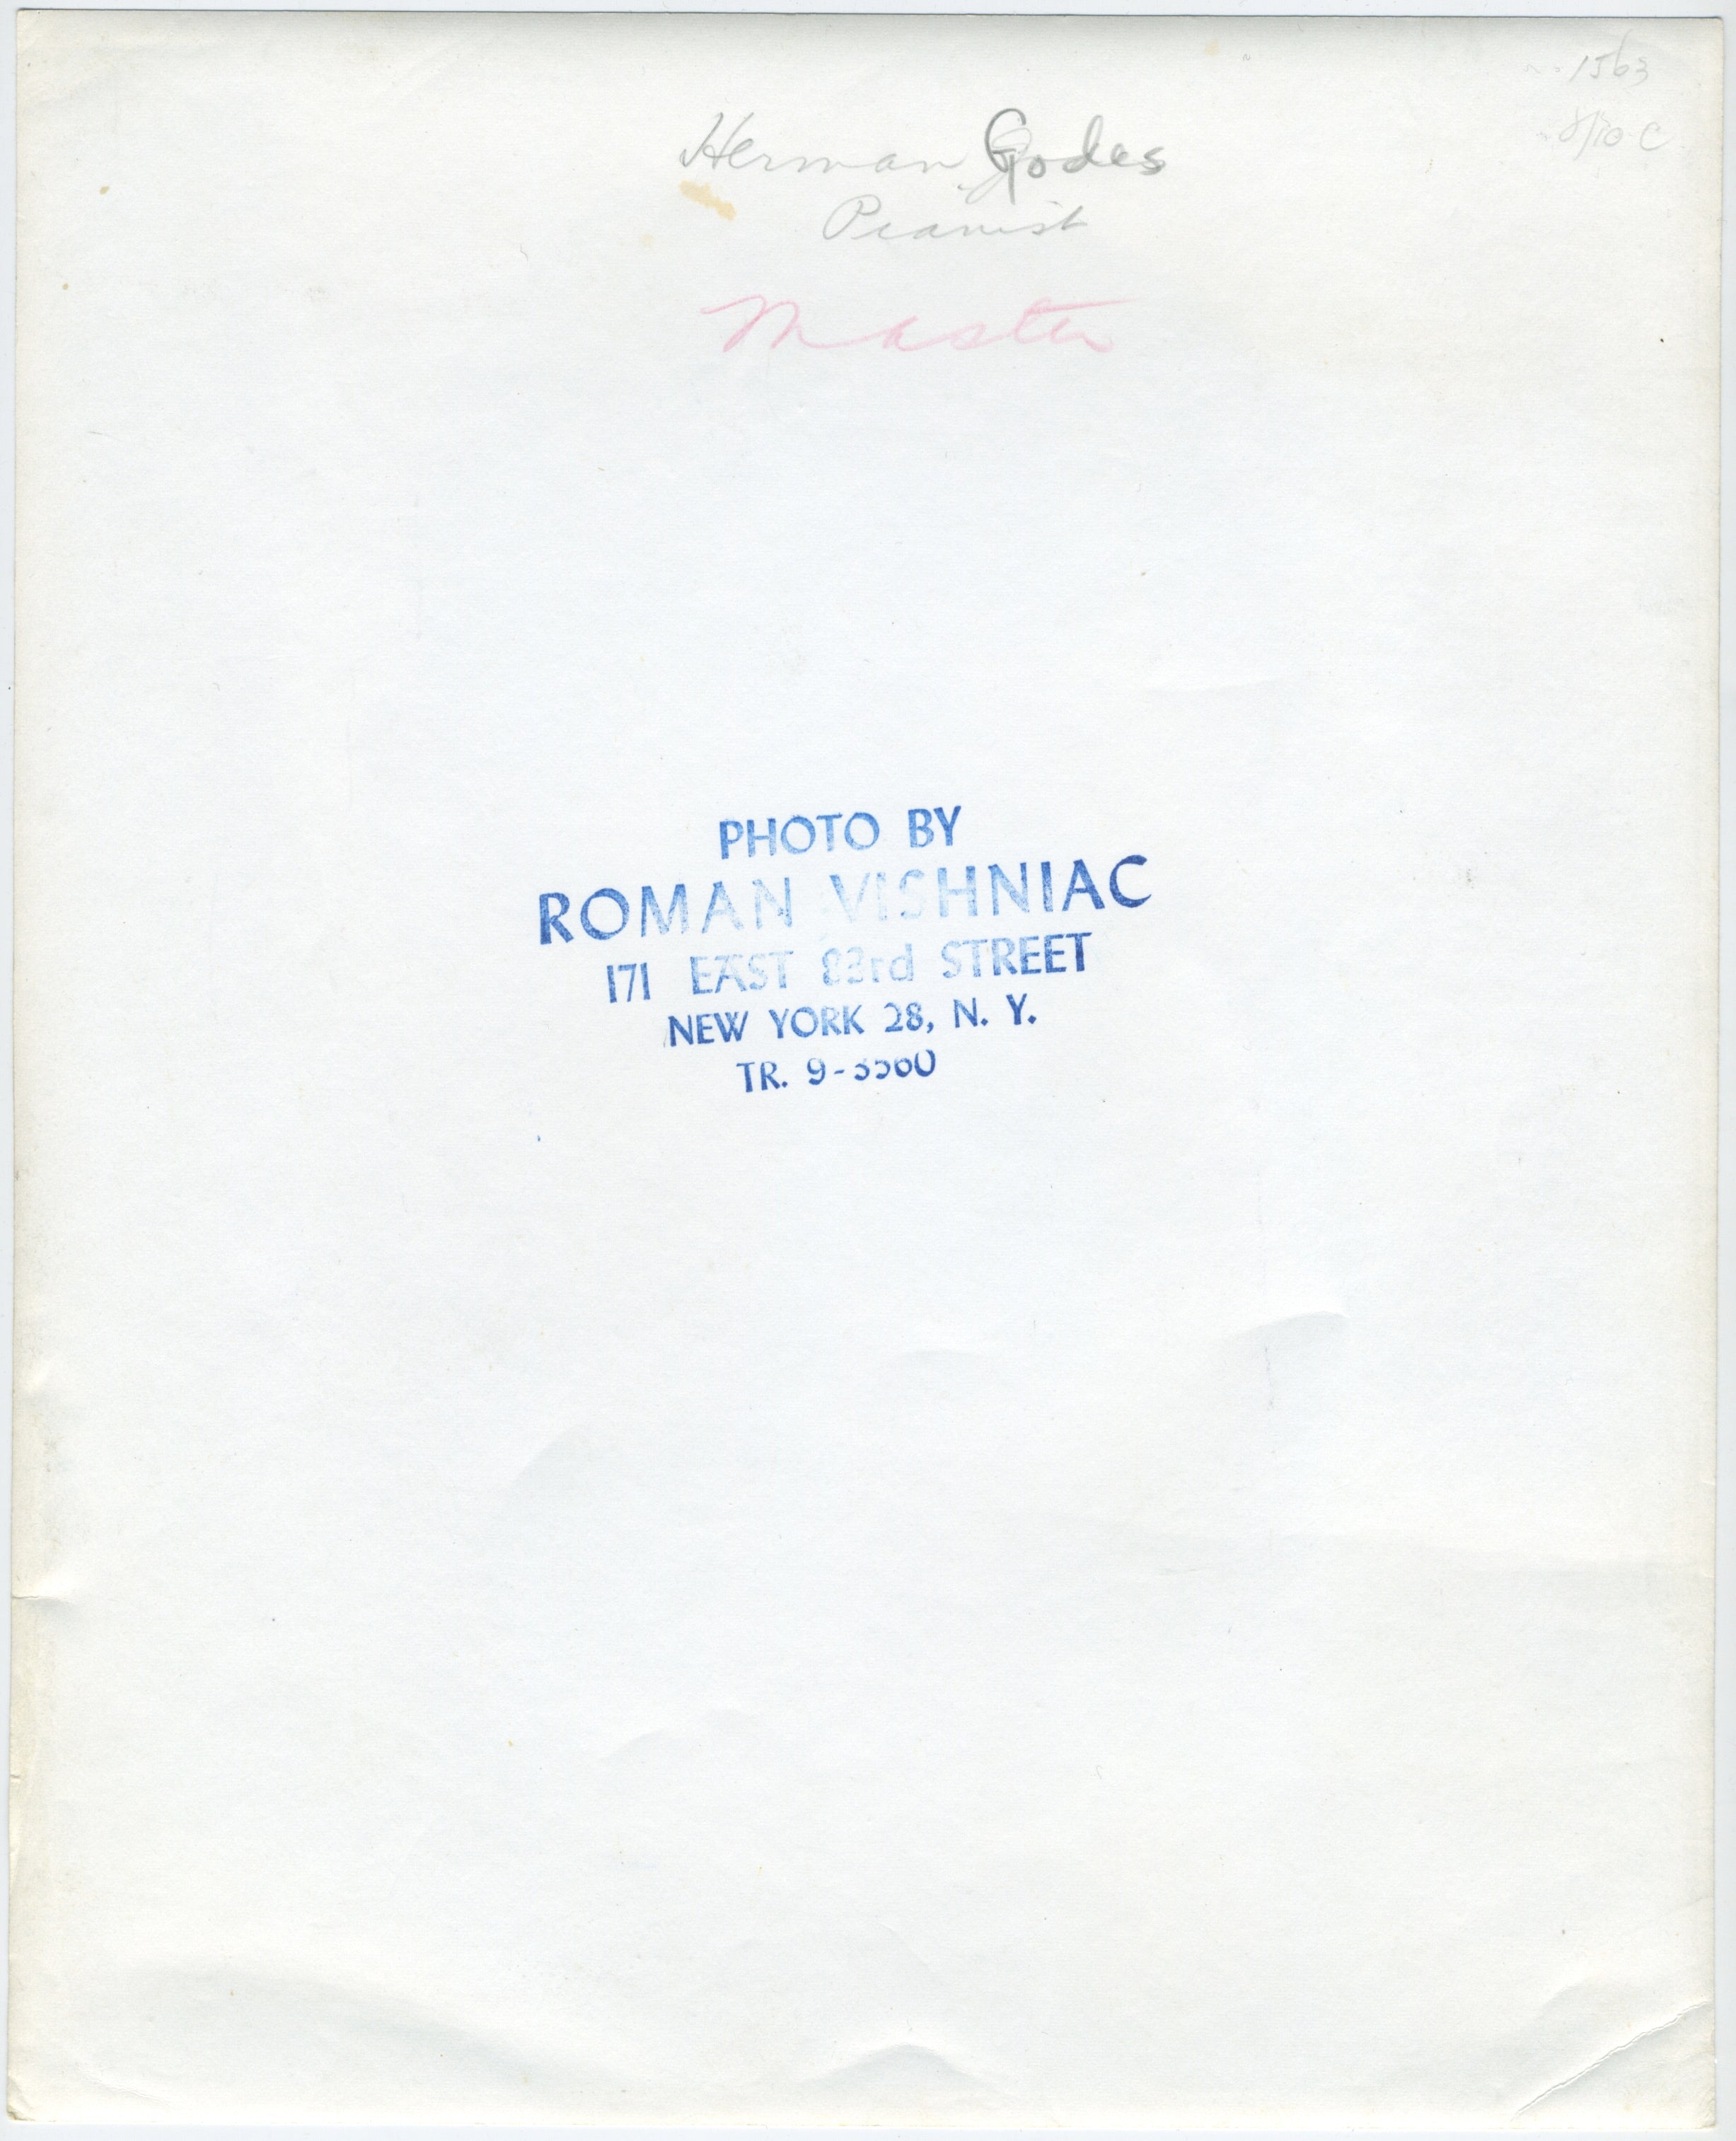 1563
8/10 C
Herman Godes
Pianist
Master
PHOTO BY
ROMAN VISHNIAC
171 EAST 83rd STREET
NEW YORK 28, N. Y.
TR. 9-3560